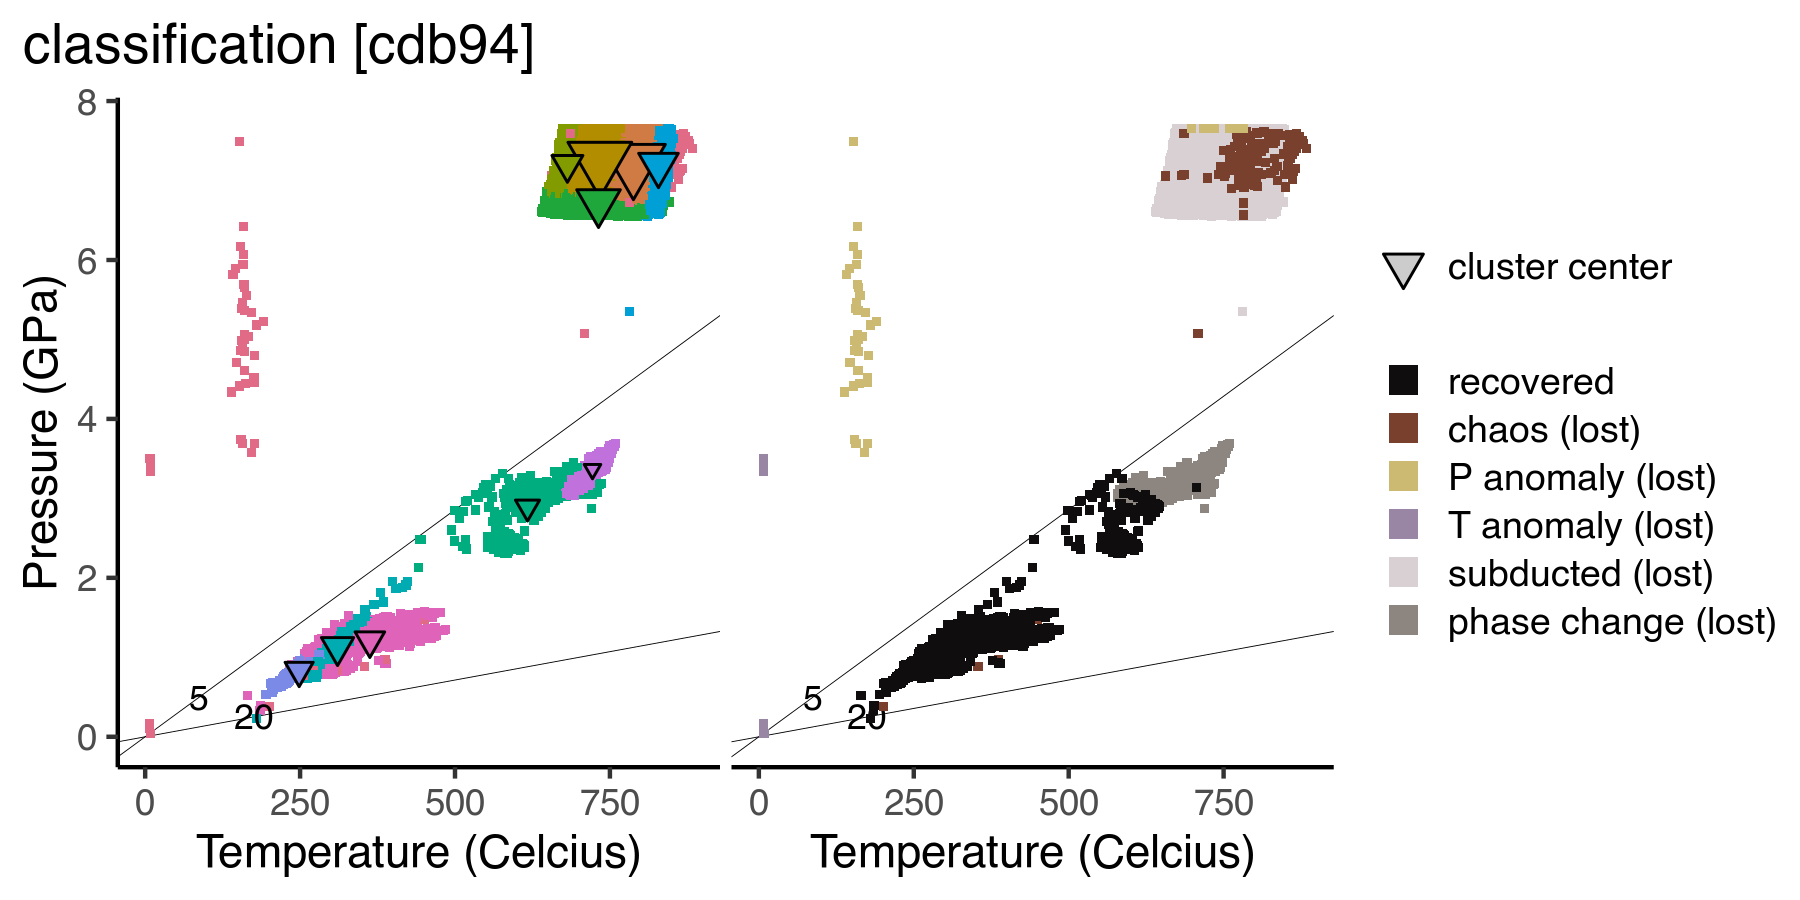 classification [cdb94]
Pressure (GPa)
8
6
4
2
0
5
20
0
250
500
750
Temperature (Celcius)
5
20
0
250
500
750
Temperature (Celcius)
cluster center
recovered
chaos (lost)
P anomaly (lost)
T anomaly (lost)
subducted (lost)
phase change (lost)